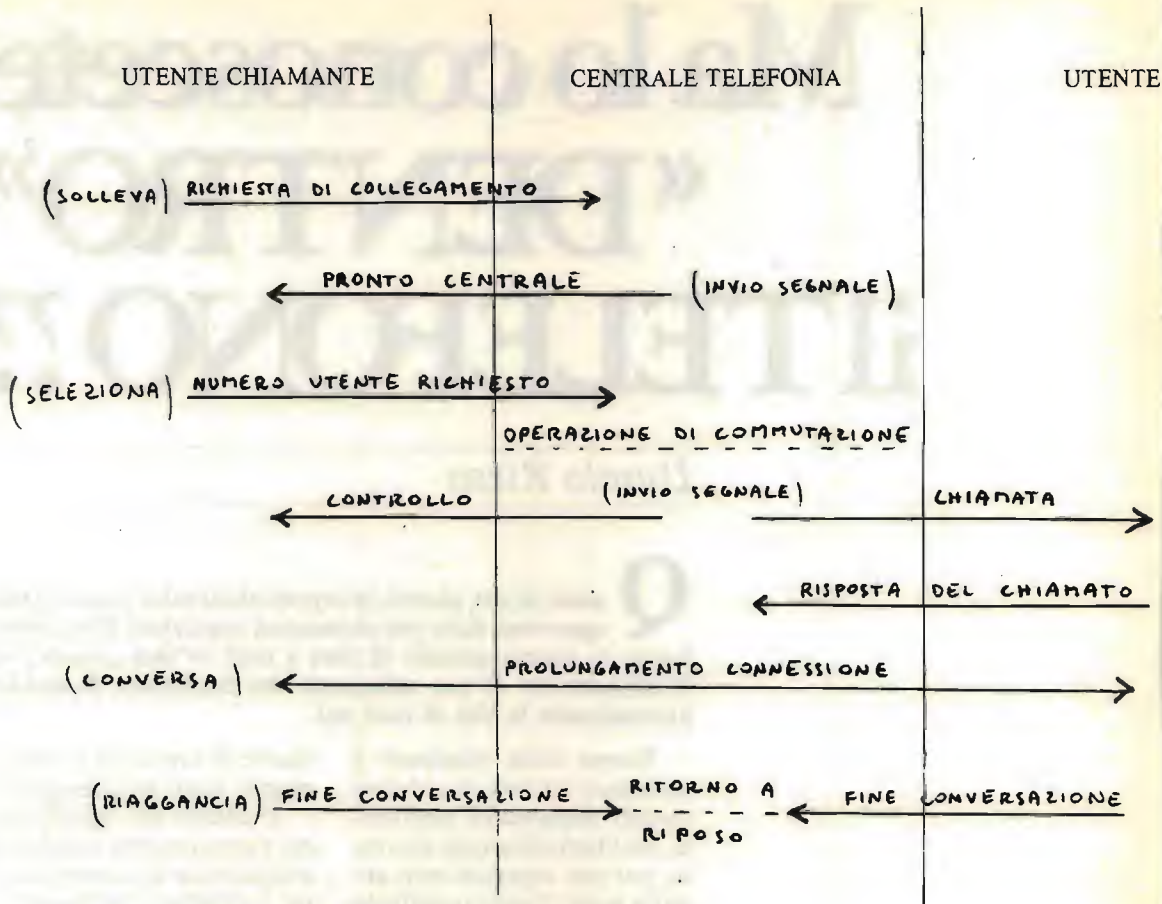 UTENTE CHIAMANTE CENTRALE TELEFONIA UTENTE
(SOLLEVA) RICHIESTA DI COLLEGAMENTO
PRONTO CENTRALE (INVIO SEGNALE)
(SELEZIONA) NUMERO UTENTE RICHIESTO
OPERAZIONE DI COMMUTAZIONE
CONTROLLO (INVIO SEGNALE) CHIAMATA
RISPOSTA DEL CHIAMATO
(CONVERSA) PROLUNGAMENTO CONNESSIONE
(RIAGGANCIA) FINE CONVERSAZIONE RITORNO A RIPOSO FINE CONVERSAZIONE